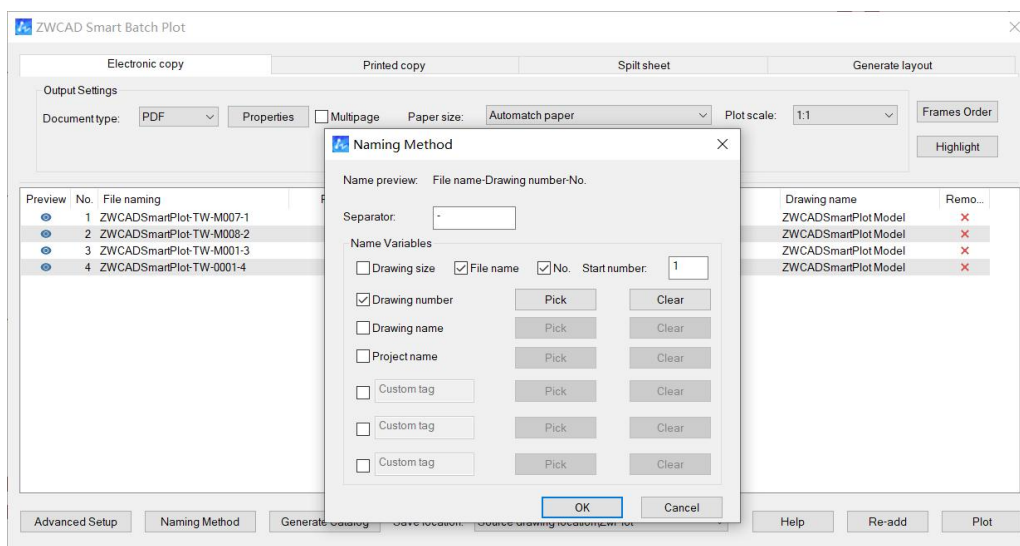 ZWCAD Smart Batch Plot
Electronic copy
Printed copy
Spilt sheet
Generate layout
Output Settings
Document type: PDF Properties Multipage Paper size: Automatch paper Plot scale: 1:1 Frames Order
Highlight
Preview No. File naming Drawing name Remo...
1 ZWCADSmartPlot-TW-M007-1 ZWCADSmartPlot Model
2 ZWCADSmartPlot-TW-M008-2 ZWCADSmartPlot Model
3 ZWCADSmartPlot-TW-M001-3 ZWCADSmartPlot Model
4 ZWCADSmartPlot-TW-0001-4 ZWCADSmartPlot Model
Naming Method
Name preview: File name-Drawing number-No.
Separator: -
Name Variables
Drawing size File name No. Start number: 1
Drawing number Pick Clear
Drawing name Pick Clear
Project name Pick Clear
Custom tag Pick Clear
Custom tag Pick Clear
Custom tag Pick Clear
OK Cancel
Advanced Setup Naming Method Generate Catalog Save location: Source drawing location\ZwPlot Help Re-add Plot